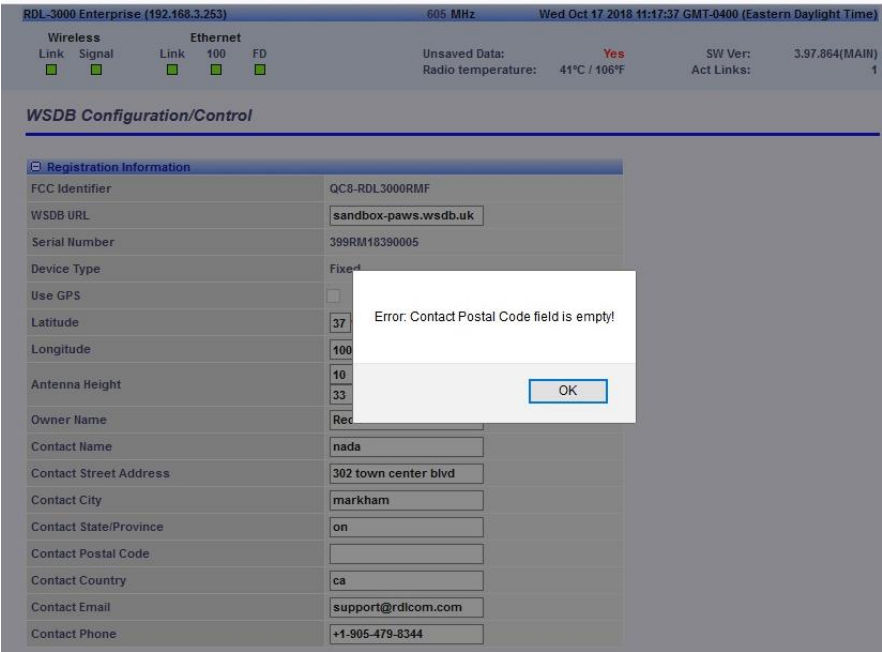 RDL-3000 Enterprise (192.168.3.253) 605 MHz Wed Oct 17 2018 11:17:37 GMT-0400 (Eastern Daylight Time)
Wireless Ethernet
Link Signal Link 100 FD Unsaved Data: Yes SW Ver: 3.97.864(MAIN)
Radio temperature: 41°C / 106°F Act Links: 1
WSDB Configuration/Control
Registration Information
FCC Identifier QC8-RDL3000RMF
WSDB URL sandbox-paws.wsdb.uk
Serial Number 399RM18390005
Device Type Fixed
Use GPS
Error: Contact Postal Code field is empty!
Latitude 37
Longitude 100
Antenna Height 10
33
OK
Owner Name
Contact Name nada
Contact Street Address 302 town center blvd
Contact City markham
Contact State/Province on
Contact Postal Code
Contact Country ca
Contact Email support@rdlcom.com
Contact Phone +1-905-479-8344